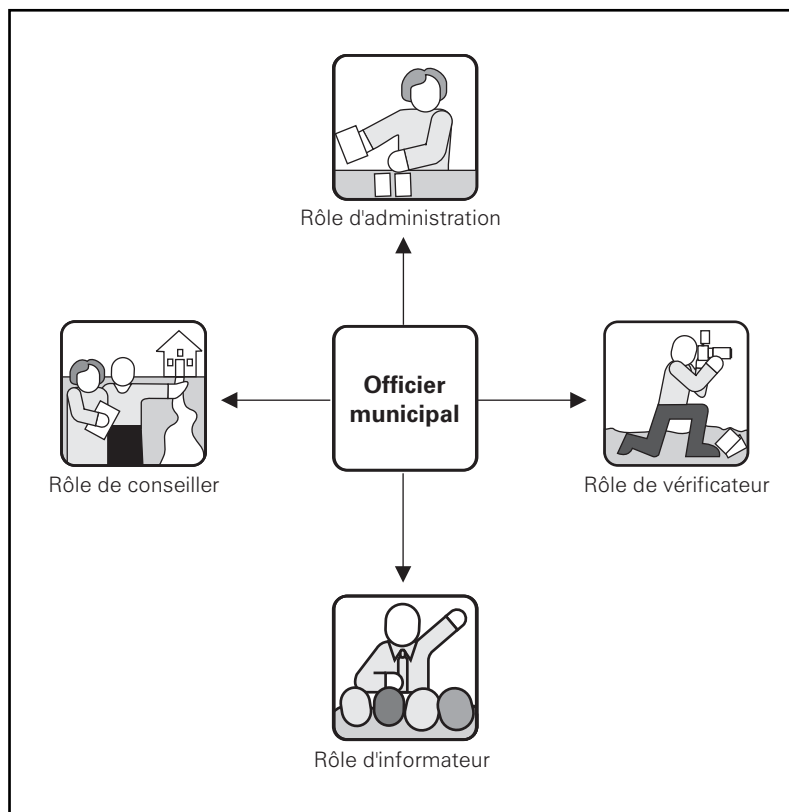 Rôle d'administration
Officier
municipal
Rôle de conseiller
Rôle de vérificateur
Rôle d'informateur